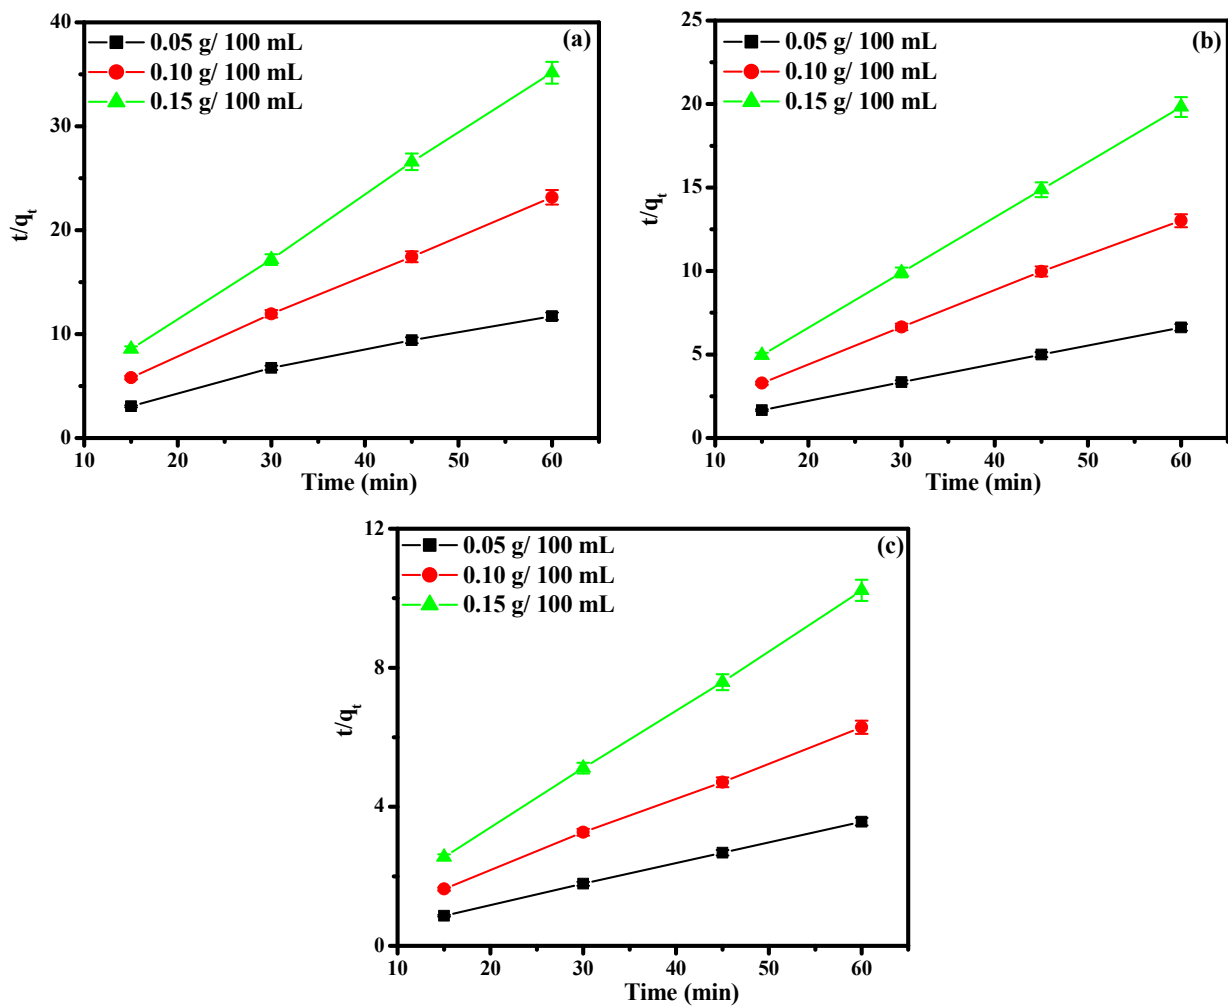 (a)
0.05 g/ 100 mL
0.10 g/ 100 mL
0.15 g/ 100 mL
40
30
20
10
0
t/qt
10 20 30 40 50 60
Time (min)
(b)
0.05 g/ 100 mL
0.10 g/ 100 mL
0.15 g/ 100 mL
25
20
15
10
5
0
t/qt
10 20 30 40 50 60
Time (min)
(c)
0.05 g/ 100 mL
0.10 g/ 100 mL
0.15 g/ 100 mL
12
8
4
0
t/qt
10 20 30 40 50 60
Time (min)